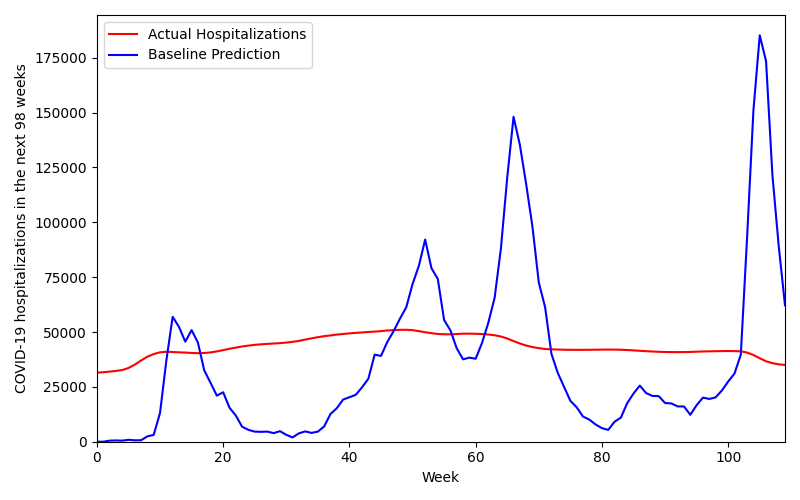 Actual Hospitalizations
Baseline Prediction
COVID-19 hospitalizations in the next 98 weeks
175000
150000
125000
100000
75000
50000
25000
0
0 20 40 60 80 100
Week